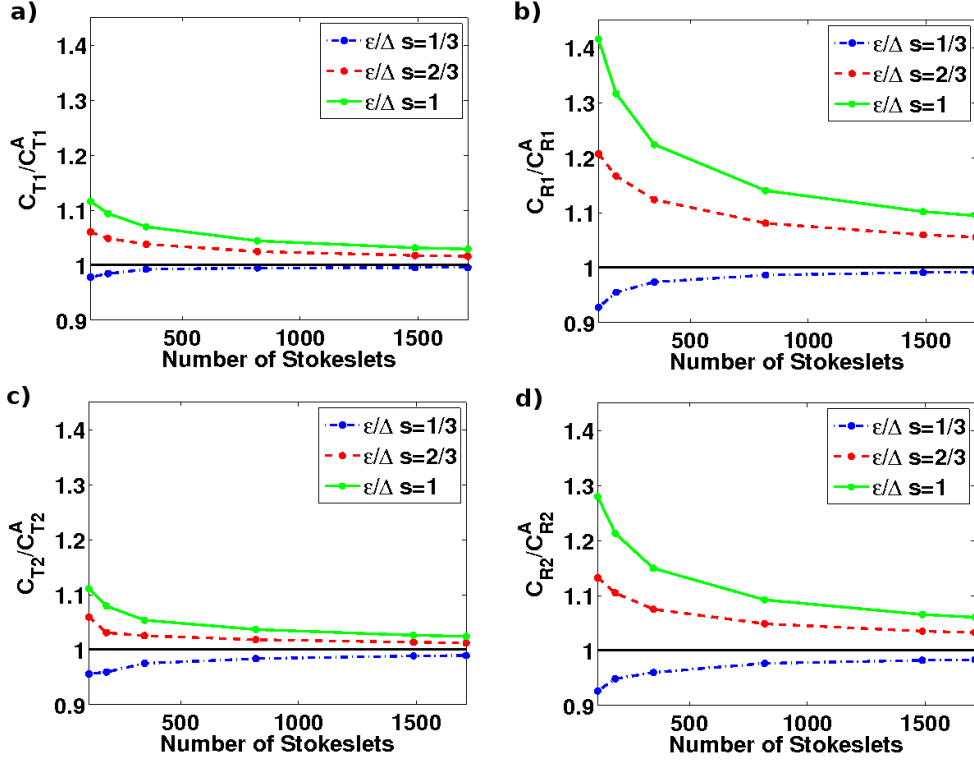 a)
1.4
1.3
1.2
1.1
1
0.9
C_T1/C^A_T1
ε/Δ s=1/3
ε/Δ s=2/3
ε/Δ s=1
500 1000 1500
Number of Stokeslets
b)
1.4
1.3
1.2
1.1
1
0.9
C_R1/C^A_R1
ε/Δ s=1/3
ε/Δ s=2/3
ε/Δ s=1
500 1000 1500
Number of Stokeslets
c)
1.4
1.3
1.2
1.1
1
0.9
C_T2/C^A_T2
ε/Δ s=1/3
ε/Δ s=2/3
ε/Δ s=1
500 1000 1500
Number of Stokeslets
d)
1.4
1.3
1.2
1.1
1
0.9
C_R2/C^A_R2
ε/Δ s=1/3
ε/Δ s=2/3
ε/Δ s=1
500 1000 1500
Number of Stokeslets